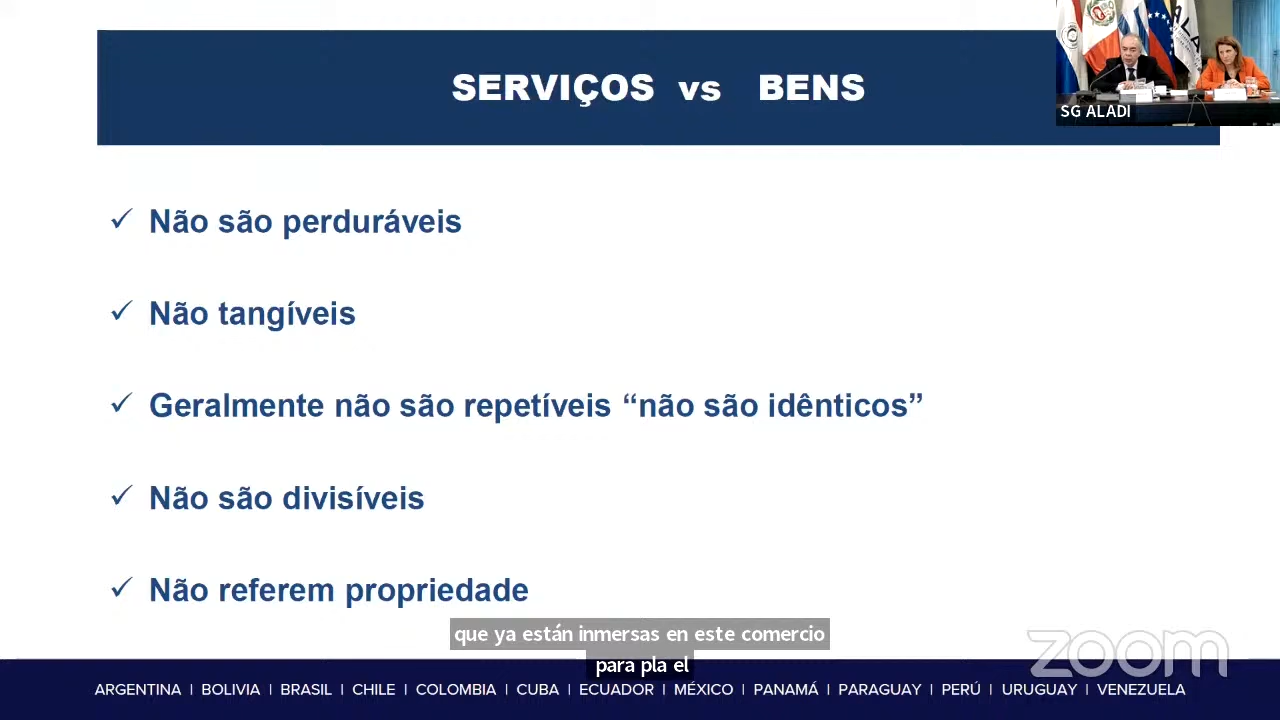 SERVIÇOS vs BENS
SG ALADI
✓ Não são perduráveis
✓ Não tangíveis
✓ Geralmente não são repetíveis “não são idênticos”
✓ Não são divisíveis
✓ Não referem propriedade
que ya están inmersas en este comercio
para pla el
zoom
ARGENTINA | BOLIVIA | BRASIL | CHILE | COLOMBIA | CUBA | ECUADOR | MÉXICO | PANAMÁ | PARAGUAY | PERÚ | URUGUAY | VENEZUELA